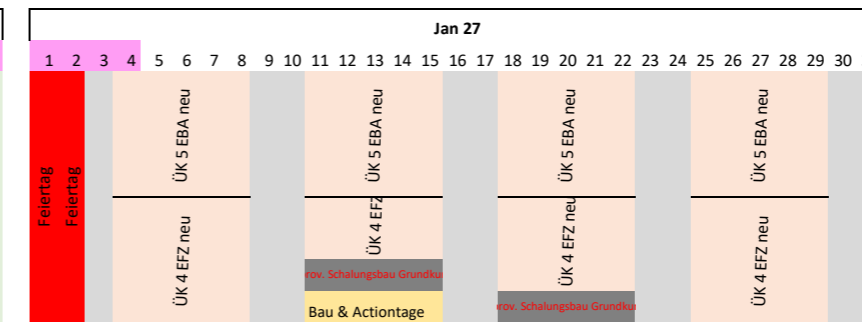 Jan 27
1 2 3 4 5 6 7 8 9 10 11 12 13 14 15 16 17 18 19 20 21 22 23 24 25 26 27 28 29 30
Feiertag
Feiertag
ÜK 5 EBA neu
ÜK 5 EBA neu
ÜK 5 EBA neu
ÜK 5 EBA neu
ÜK 4 EFZ neu
ÜK 4 EFZ
ÜK 4 EFZ neu
ÜK 4 EFZ neu
rov. Schalungsbau Grundku
Bau & Actiontage
rov. Schalungsbau Grundku